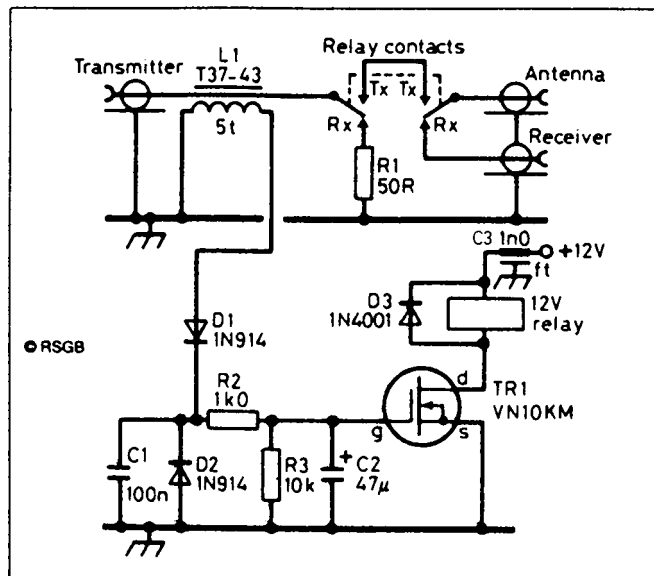 Relay contacts
L1
T37-43
Transmitter
Antenna
Tx Tx
Rx
Rx
5t
Receiver
R1
50R
C3 1n0
+12V
ft
D3
1N4001
12V
relay
D1
1N914
© RSGB
R2
1k0
d
TR1
VN10KM
g
s
C1
100n
D2
1N914
R3
10k
+
C2
47µ